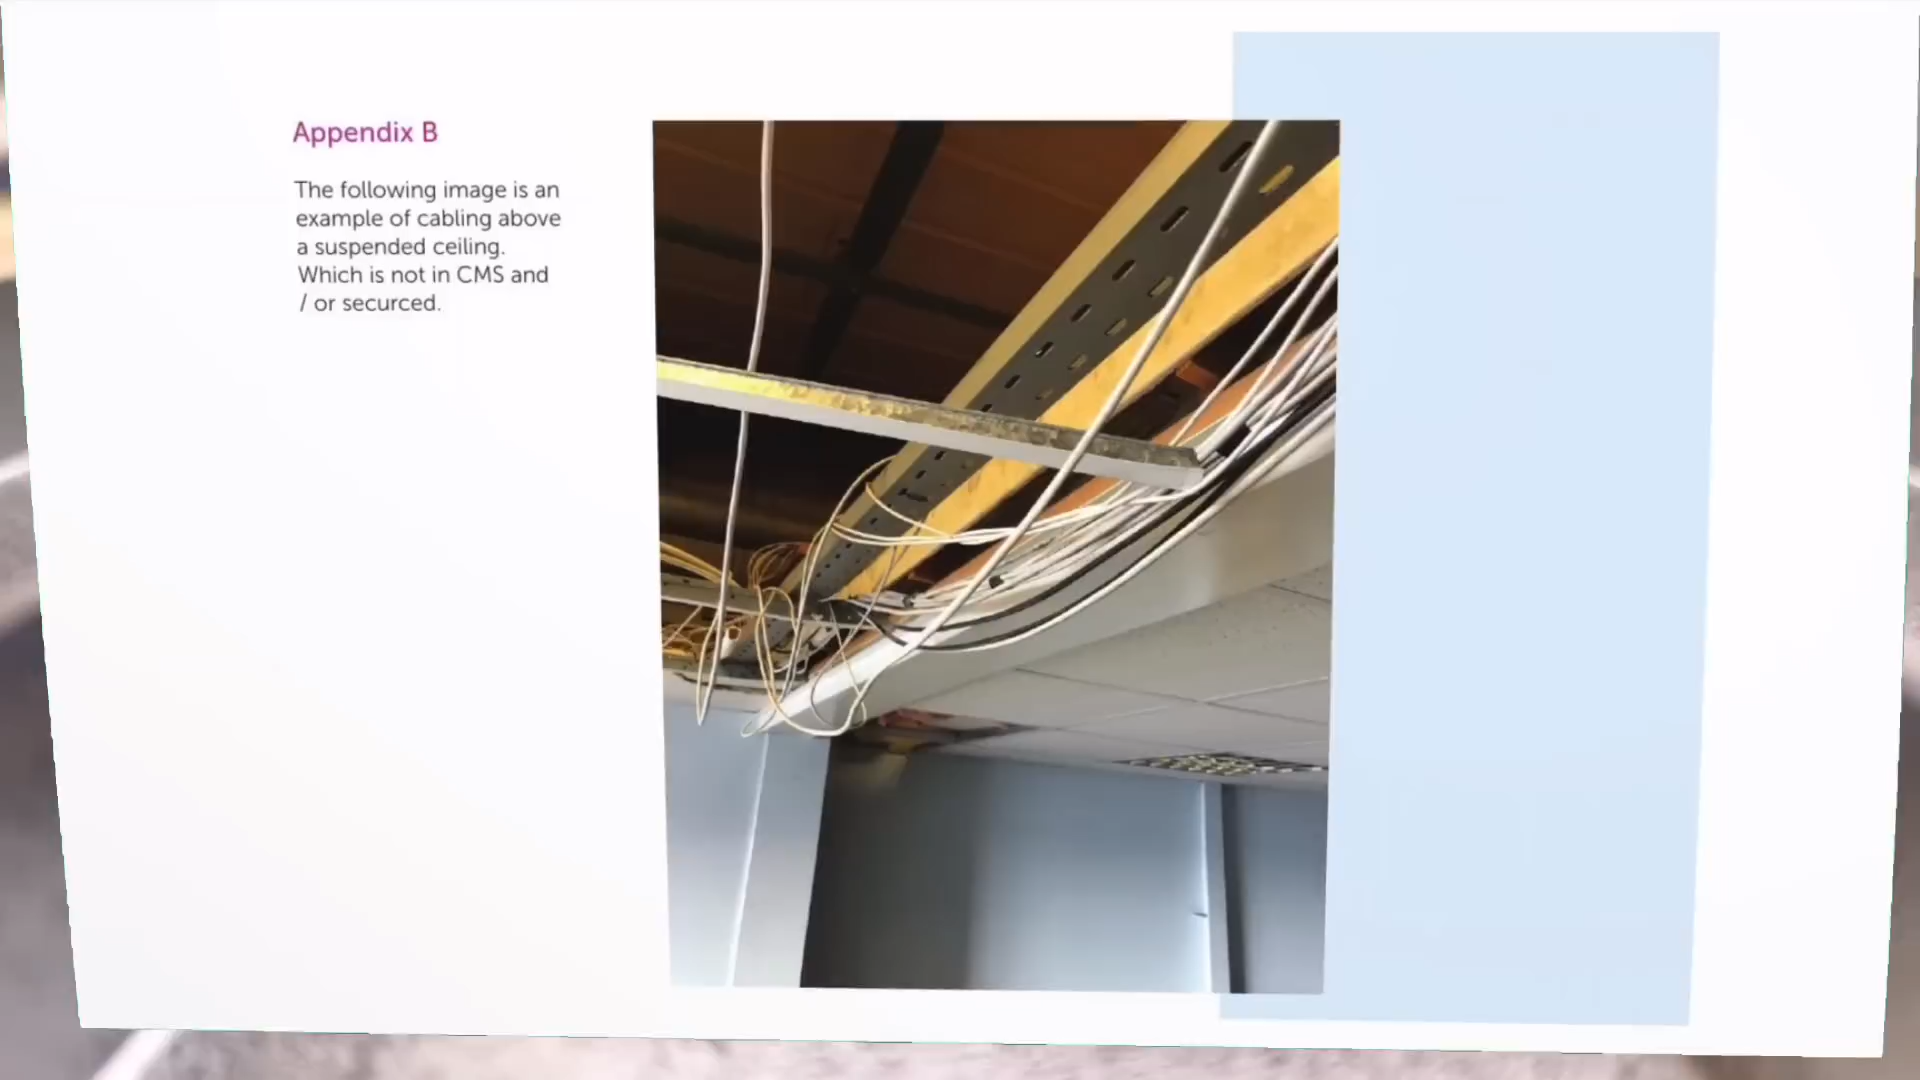 Appendix B
The following image is an
example of cabling above
a suspended ceiling.
Which is not in CMS and
/ or securced.